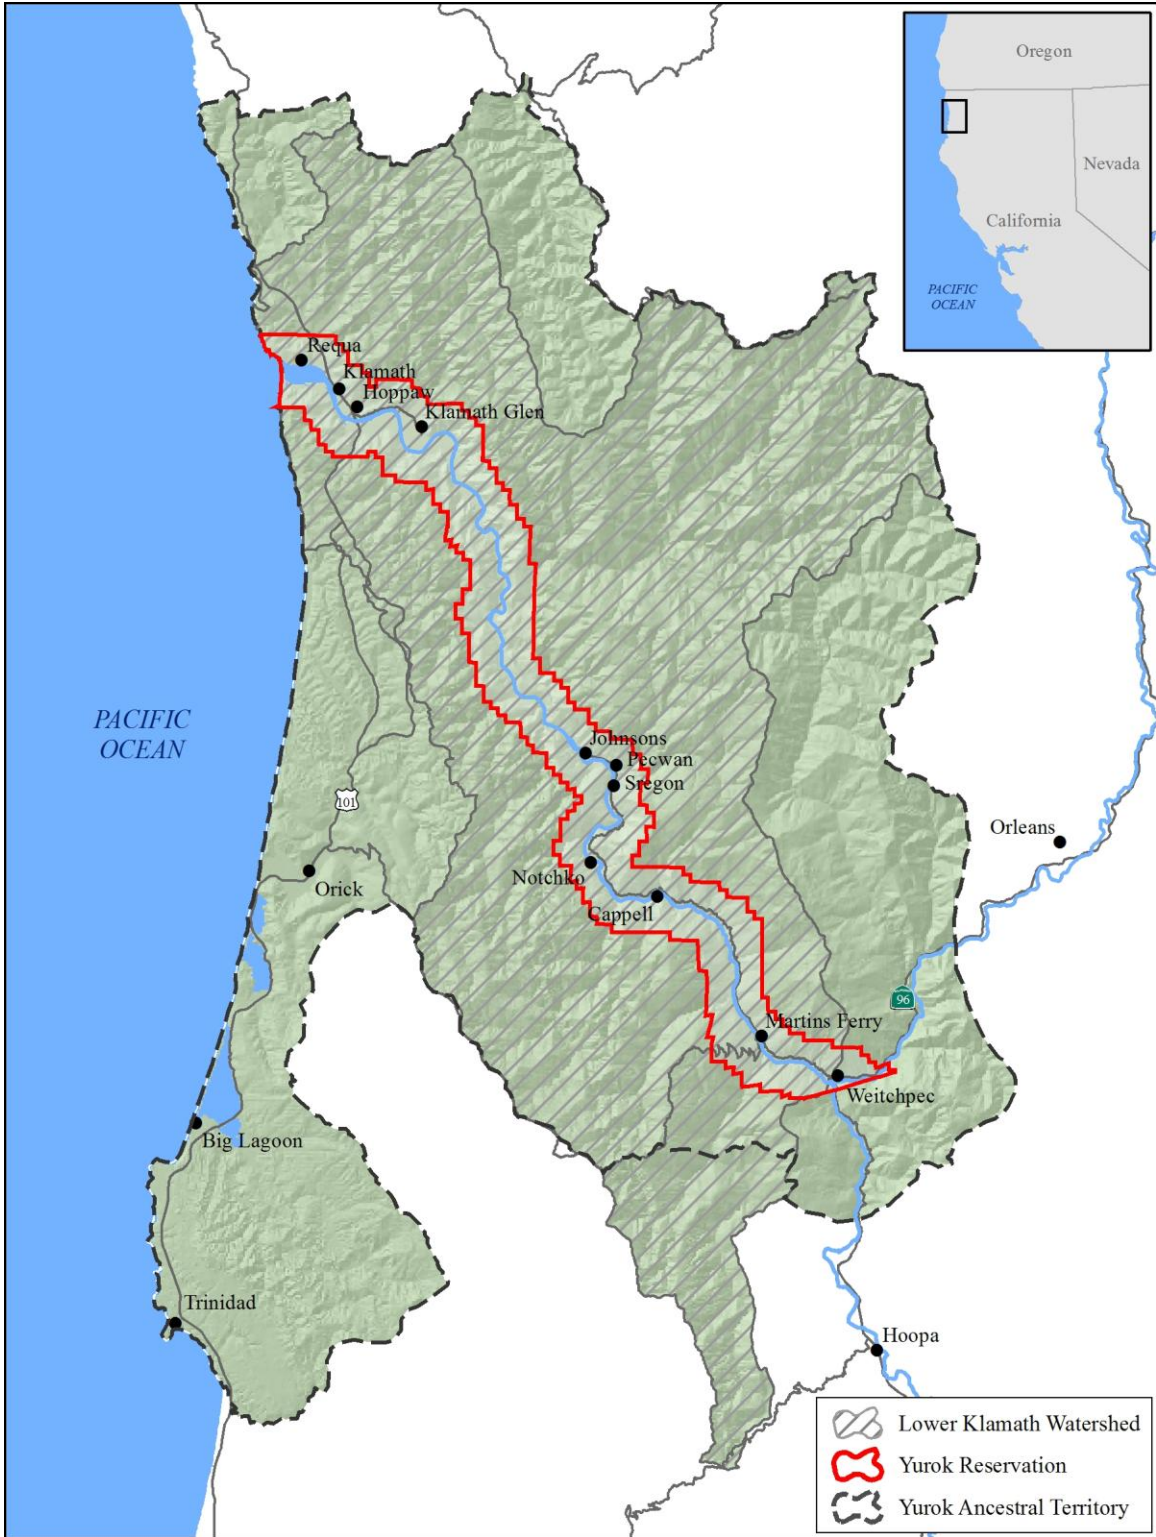 Oregon
Nevada
California
PACIFIC
OCEAN
Requa
Klamath
Hoppaw
Klamath Glen
PACIFIC
OCEAN
Johnsons
Pecwan
Sregon
101
Orleans
Notchko
Orick
Cappell
96
Martins Ferry
Weitchpec
Big Lagoon
Trinidad
Hoopa
Lower Klamath Watershed
Yurok Reservation
Yurok Ancestral Territory